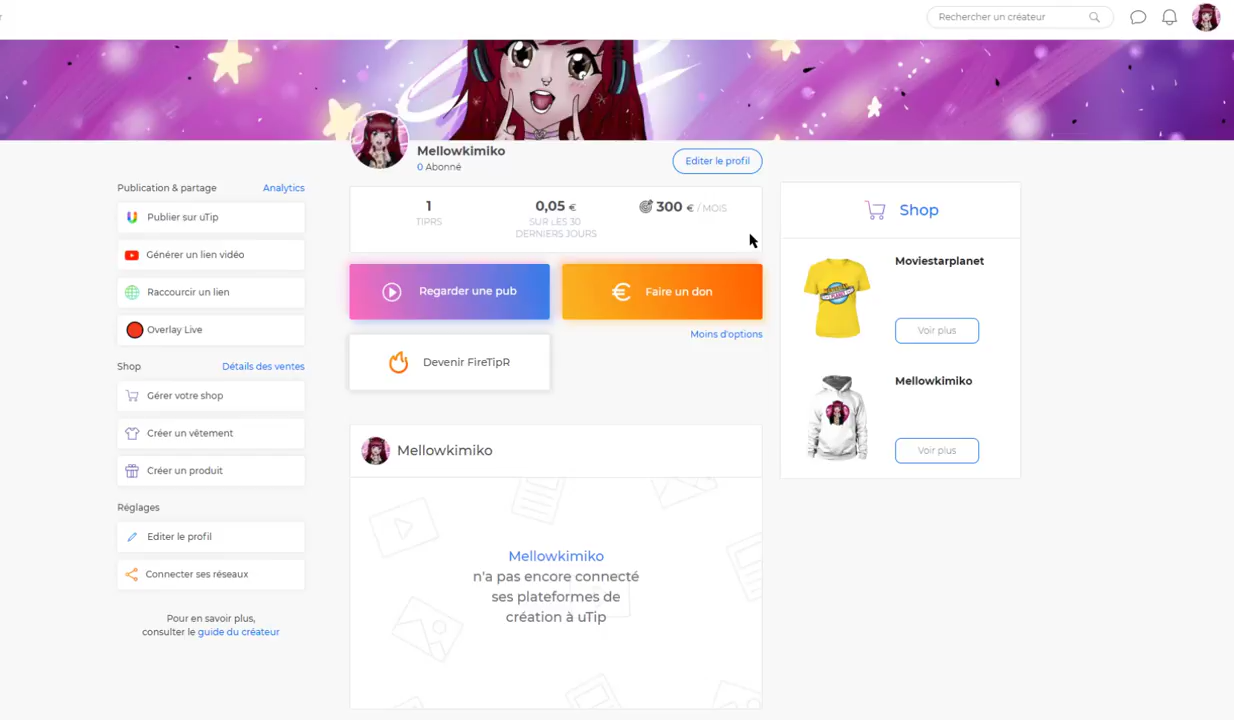 Rechercher un créateur
Mellowkimiko
0 Abonné
Editer le profil
Publication & partage
Analytics
Publier sur uTip
Générer un lien vidéo
Raccourcir un lien
Overlay Live
Shop
Détails des ventes
Gérer votre shop
Créer un vêtement
Créer un produit
Réglages
Editer le profil
Connecter ses réseaux
Pour en savoir plus,
consulter le guide du créateur
1
TIPRS
0,05 €
SUR LES 30
DERNIERS JOURS
300 € / MOIS
Regarder une pub
€ Faire un don
Moins d'options
Devenir FireTipR
Mellowkimiko
Mellowkimiko
n'a pas encore connecté
ses plateformes de
création à uTip
Shop
Moviestarplanet
Voir plus
Mellowkimiko
Voir plus